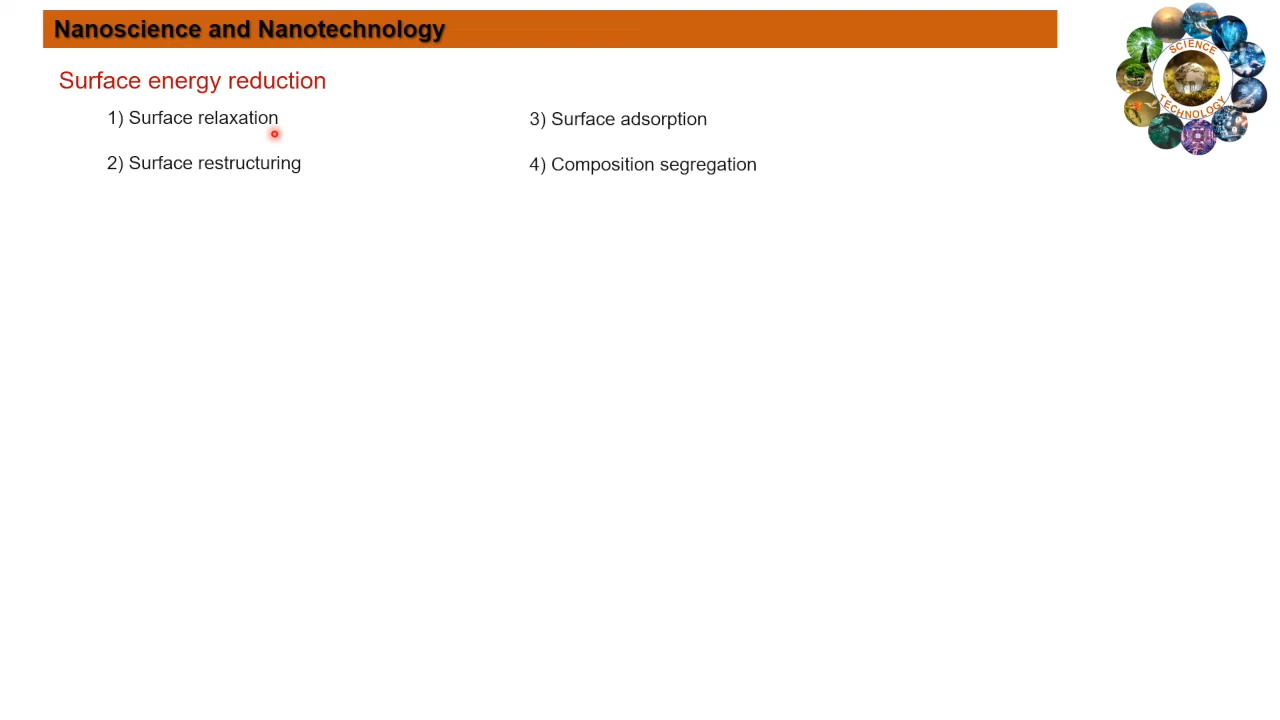 Nanoscience and Nanotechnology
Surface energy reduction
1) Surface relaxation
2) Surface restructuring
3) Surface adsorption
4) Composition segregation
SCIENCE
TECHNOLOGY